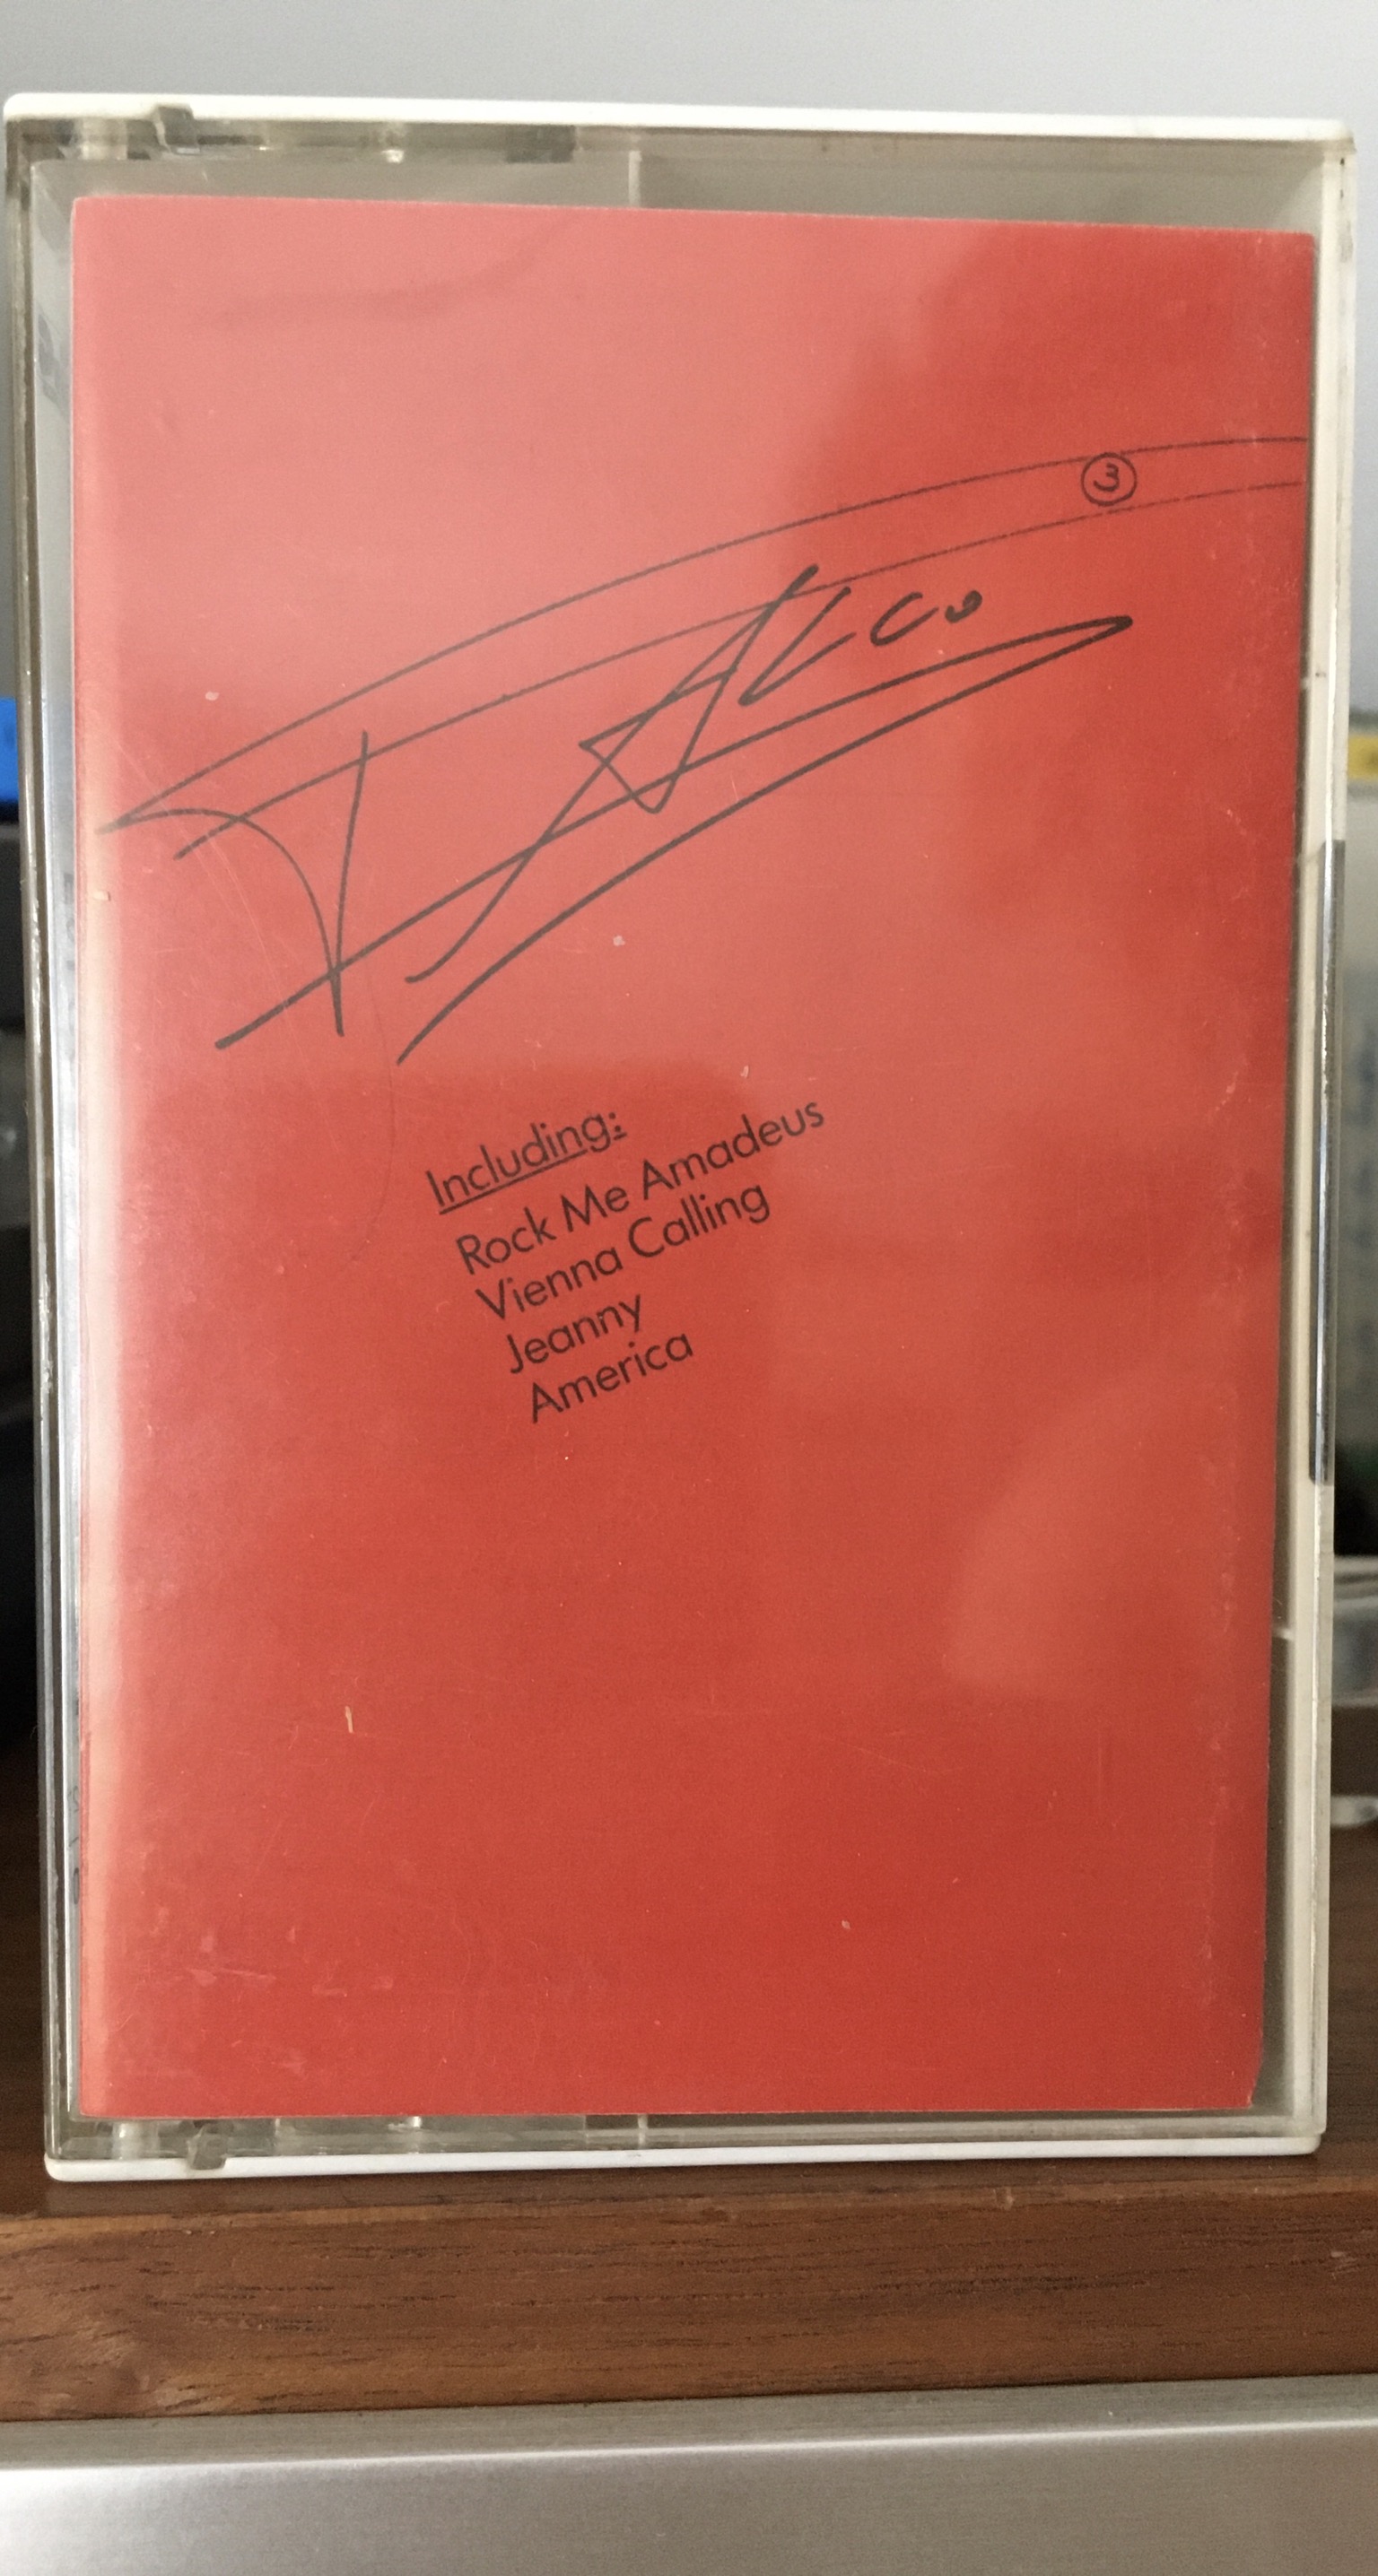 3
FALCO
Including:
Rock Me Amadeus
Vienna Calling
Jeanny
America